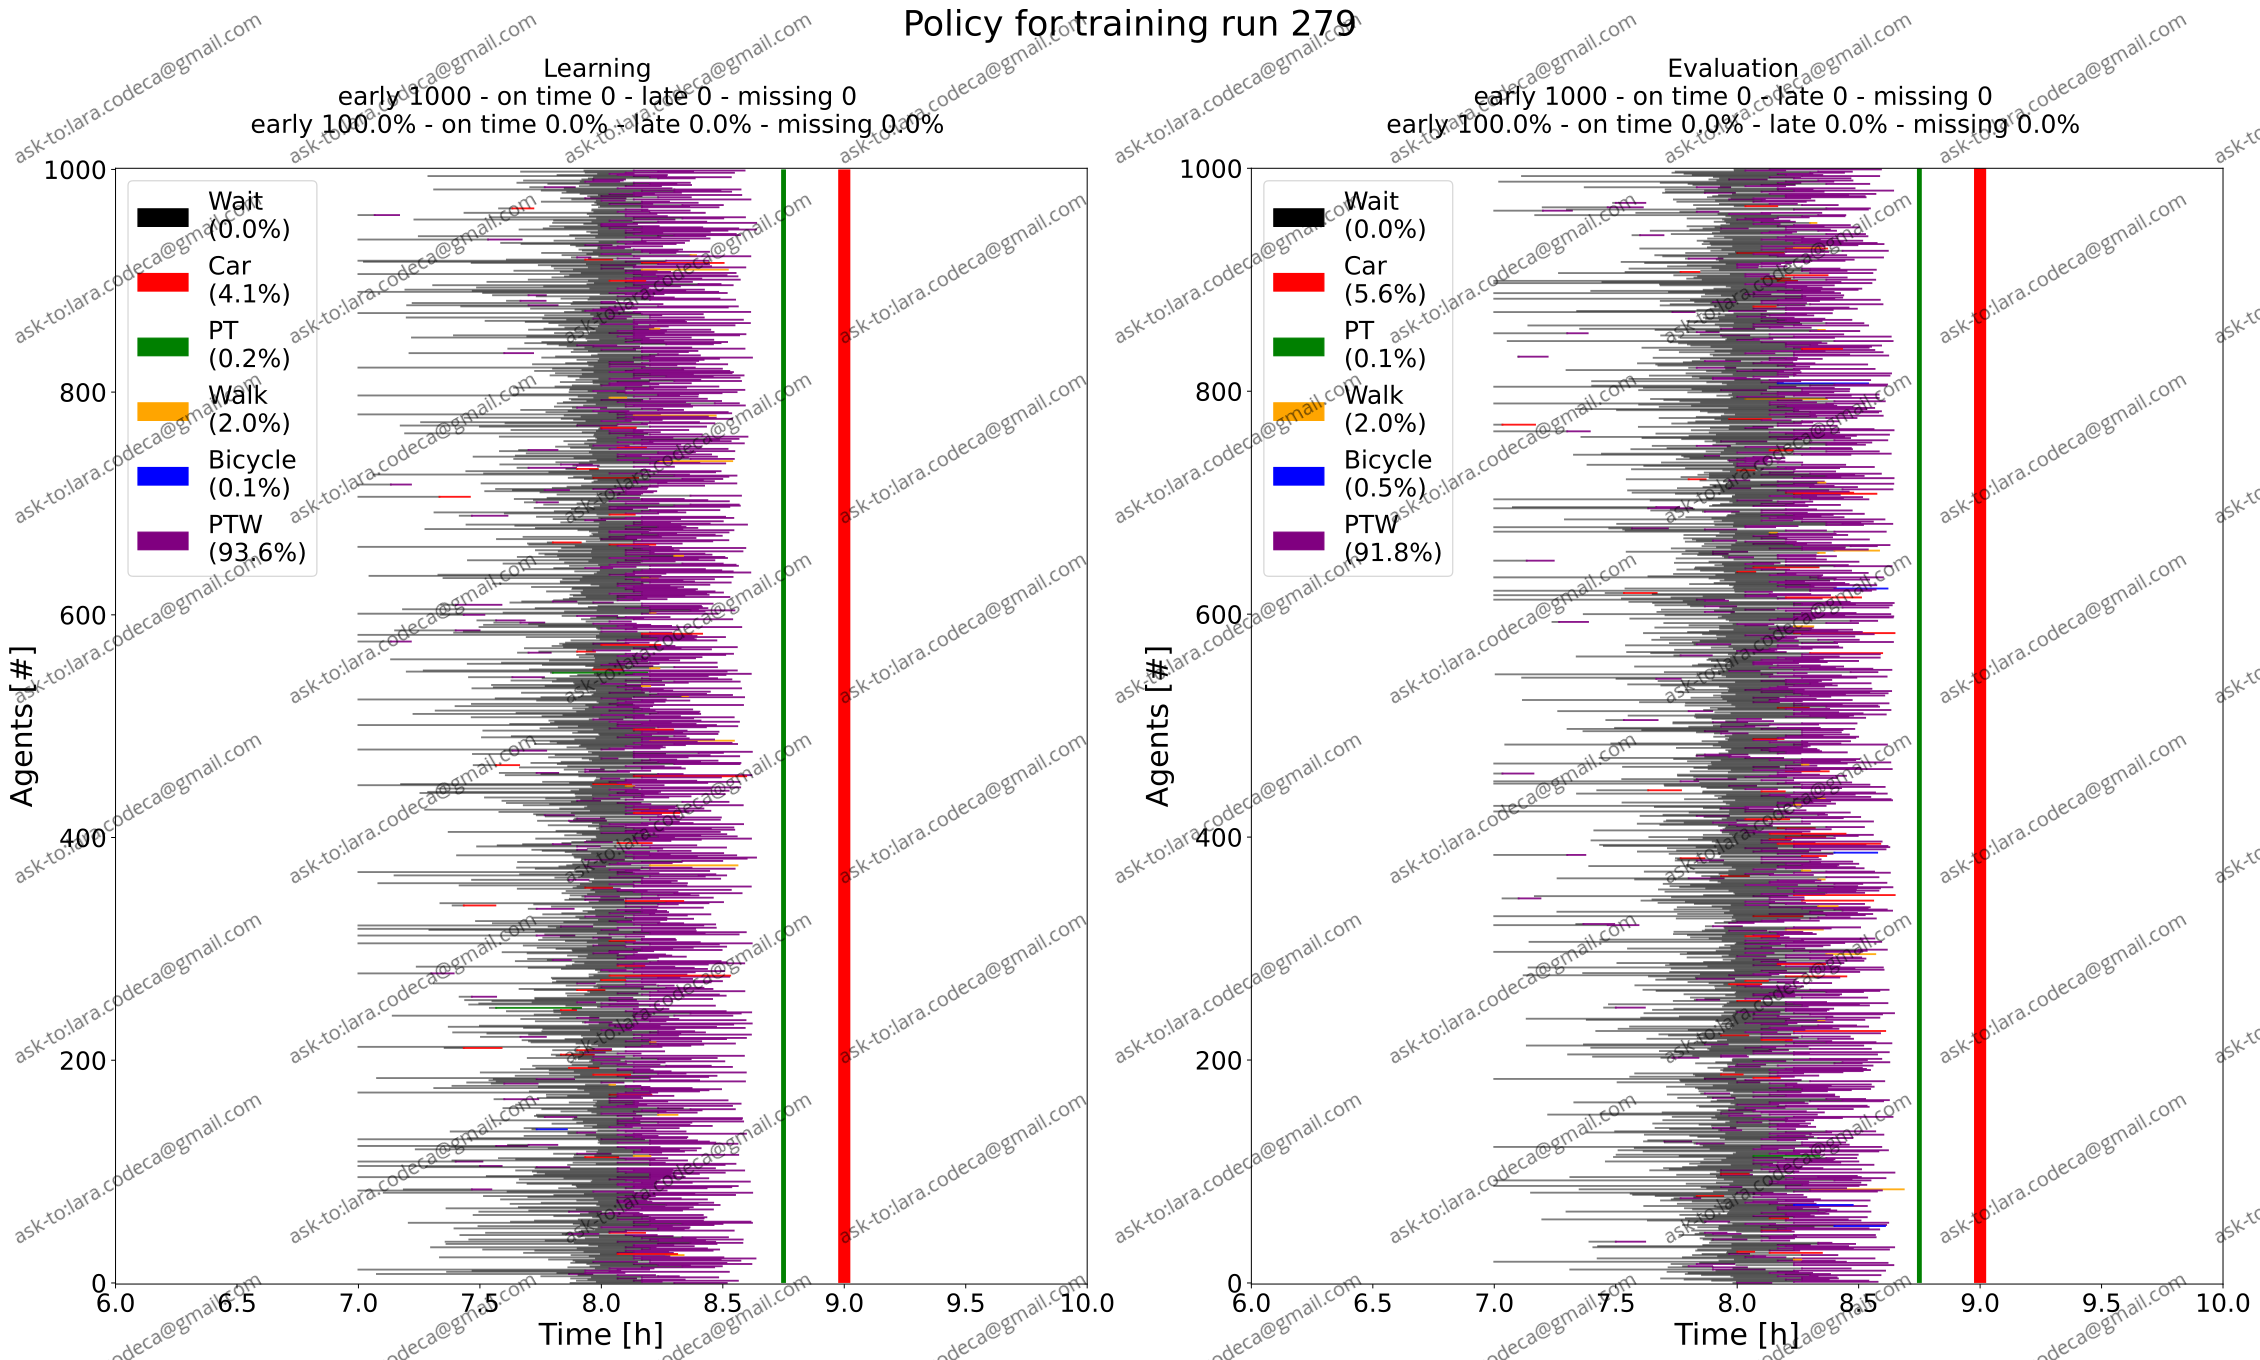 Policy for training run 279
Learning
early 1000 - on time 0 - late 0 - missing 0
early 100.0% - on time 0.0% - late 0.0% - missing 0.0%
Agents [#]
1000
800
600
400
200
0
Wait
(0.0%)
Car
(4.1%)
PT
(0.2%)
Walk
(2.0%)
Bicycle
(0.1%)
PTW
(93.6%)
6.0 6.5 7.0 7.5 8.0 8.5 9.0 9.5 10.0
Time [h]
Evaluation
early 1000 - on time 0 - late 0 - missing 0
early 100.0% - on time 0.0% - late 0.0% - missing 0.0%
Agents [#]
1000
800
600
400
200
0
Wait
(0.0%)
Car
(5.6%)
PT
(0.1%)
Walk
(2.0%)
Bicycle
(0.5%)
PTW
(91.8%)
6.0 6.5 7.0 7.5 8.0 8.5 9.0 9.5 10.0
Time [h]
ask-to:lara.codeca@gmail.com